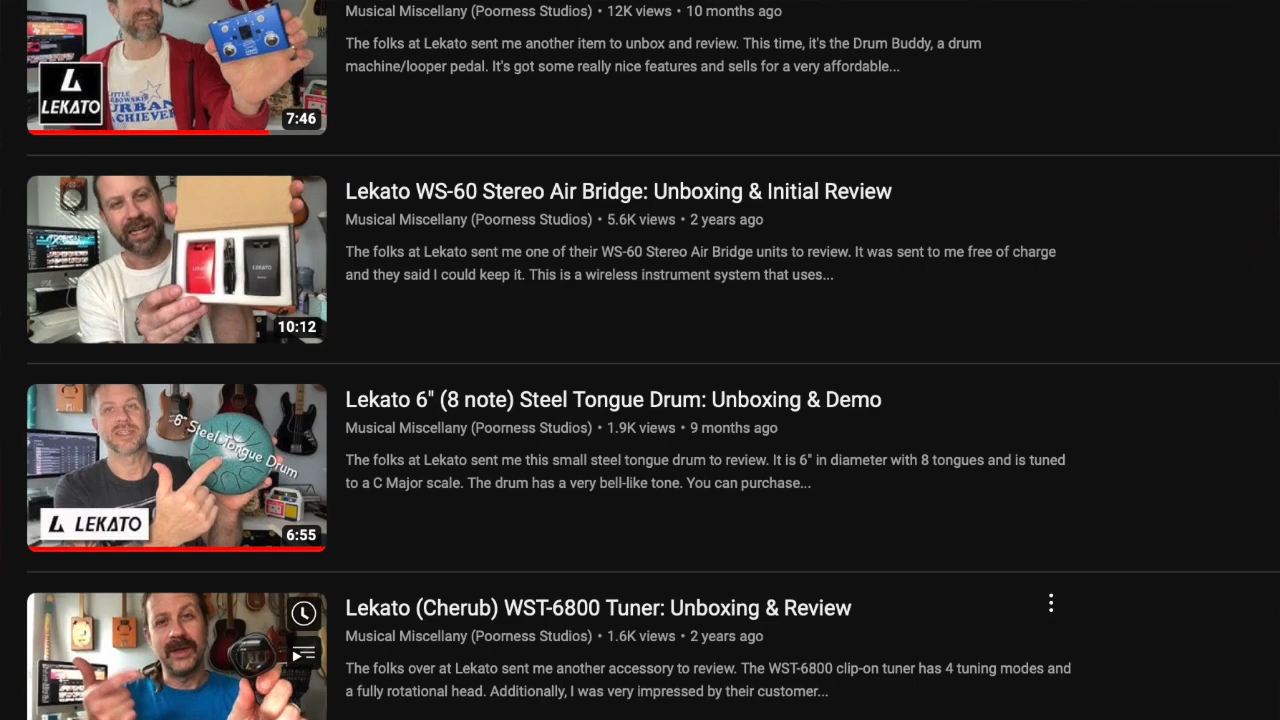 Musical Miscellany (Poorness Studios) • 12K views • 10 months ago
The folks at Lekato sent me another item to unbox and review. This time, it's the Drum Buddy, a drum
machine/looper pedal. It's got some really nice features and sells for a very affordable...
LEKATO
URBAN
ACHIEVER
7:46
Lekato WS-60 Stereo Air Bridge: Unboxing & Initial Review
Musical Miscellany (Poorness Studios) • 5.6K views • 2 years ago
The folks at Lekato sent me one of their WS-60 Stereo Air Bridge units to review. It was sent to me free of charge
and they said I could keep it. This is a wireless instrument system that uses...
LEKATO
10:12
Lekato 6" (8 note) Steel Tongue Drum: Unboxing & Demo
Musical Miscellany (Poorness Studios) • 1.9K views • 9 months ago
The folks at Lekato sent me this small steel tongue drum to review. It is 6" in diameter with 8 tongues and is tuned
to a C Major scale. The drum has a very bell-like tone. You can purchase...
6" Steel Tongue Drum
LEKATO
6:55
Lekato (Cherub) WST-6800 Tuner: Unboxing & Review
Musical Miscellany (Poorness Studios) • 1.6K views • 2 years ago
The folks over at Lekato sent me another accessory to review. The WST-6800 clip-on tuner has 4 tuning modes and
a fully rotational head. Additionally, I was very impressed by their customer...